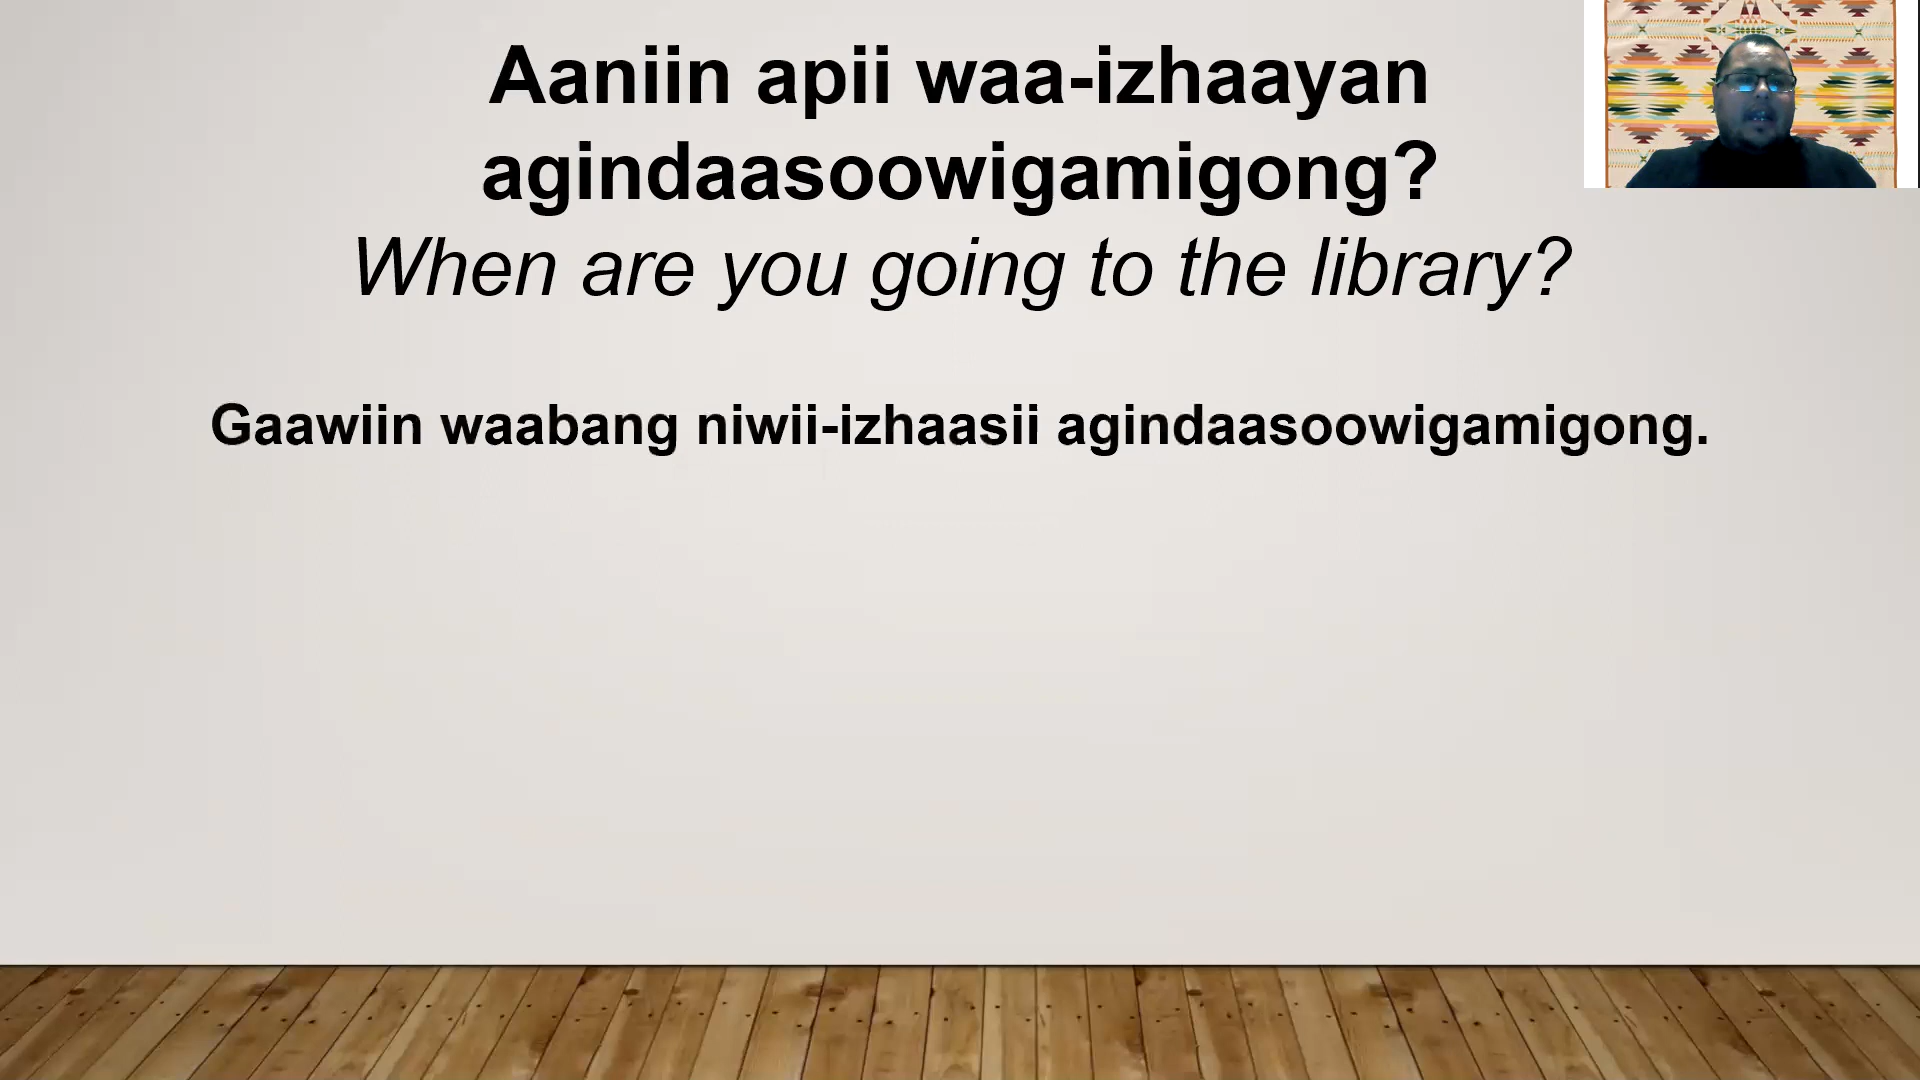 Aaniin apii waa-izhaayan
agindaasoowigamigong?
When are you going to the library?
Gaawiin waabang niwii-izhaasii agindaasoowigamigong.